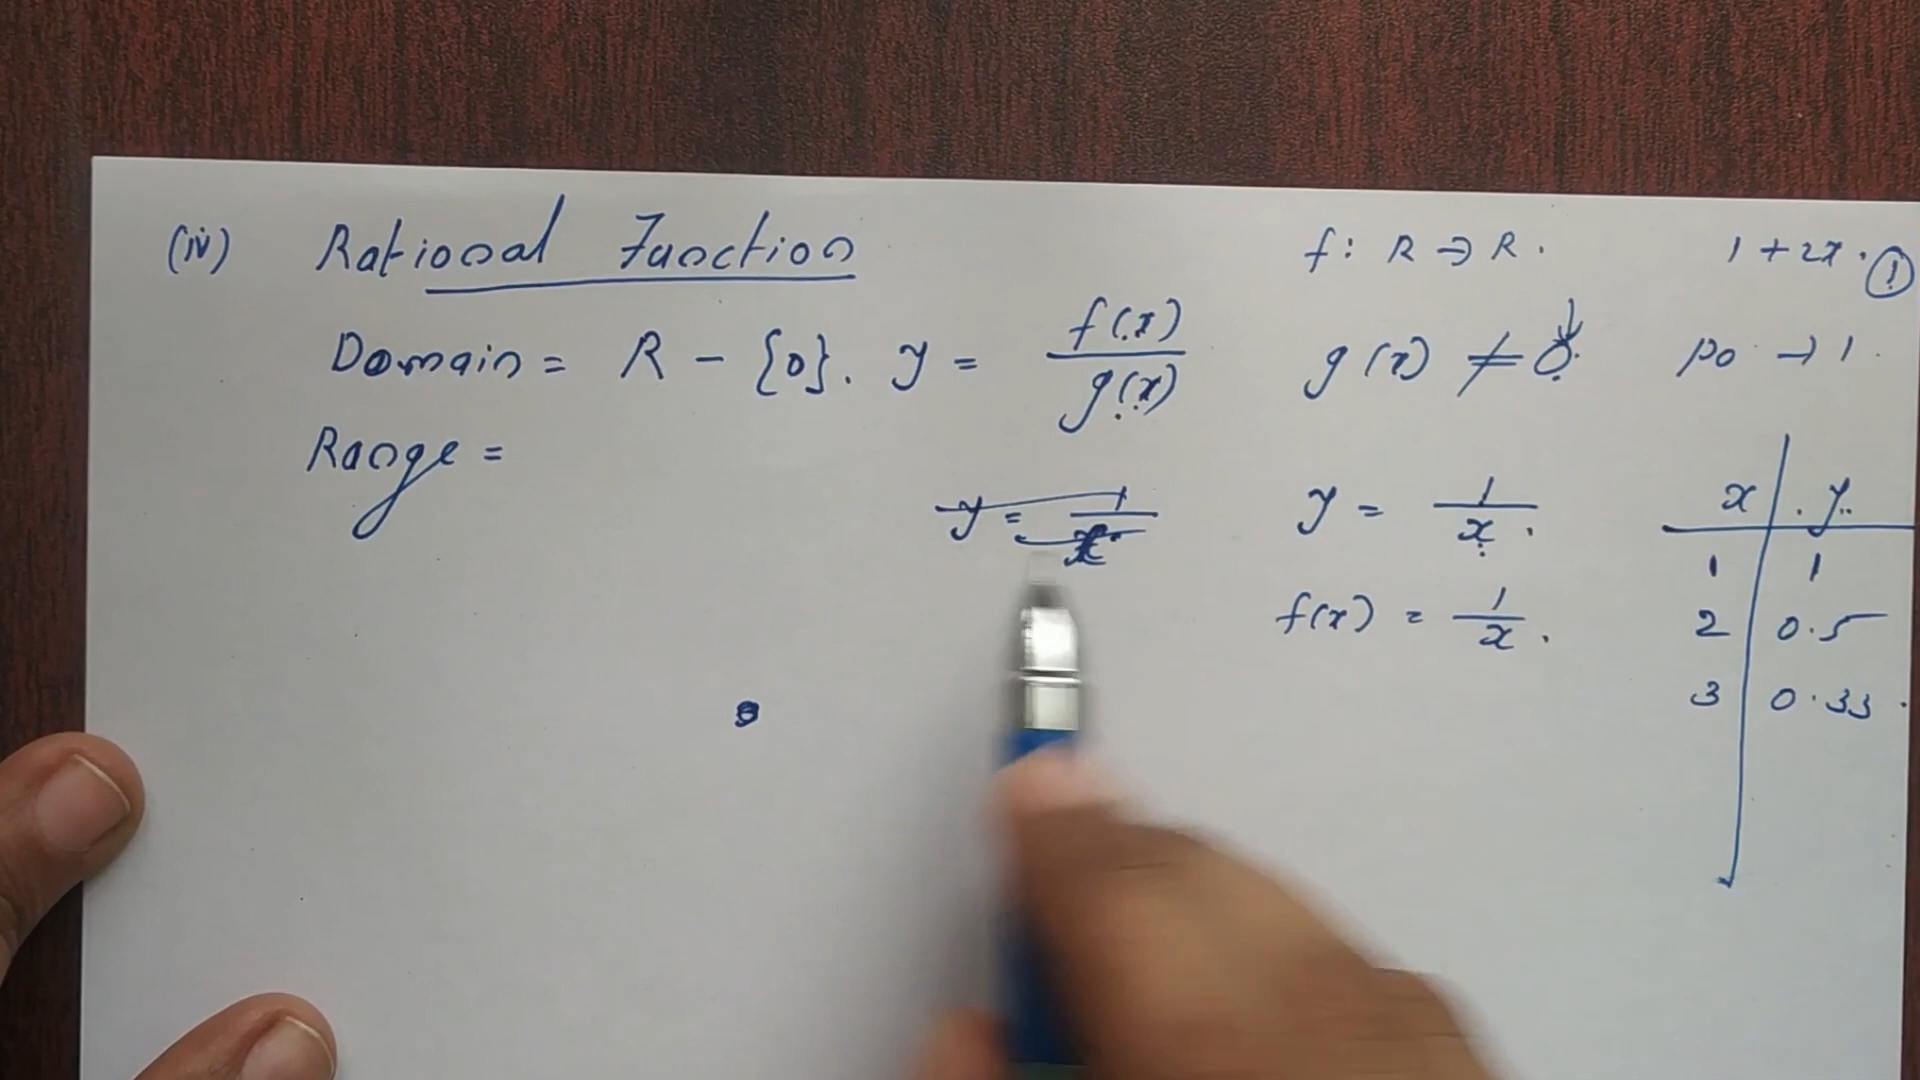 (iv) Rational Function f: R → R. 1 + 2x. ①
Domain = R - {0}. y = f(x)/g(x) g(x) ≠ 0. Po → 1.
Range =
y = 1/x y = 1/x. x | y
1 | 1
f(x) = 1/x. 2 | 0.5
3 | 0.33.